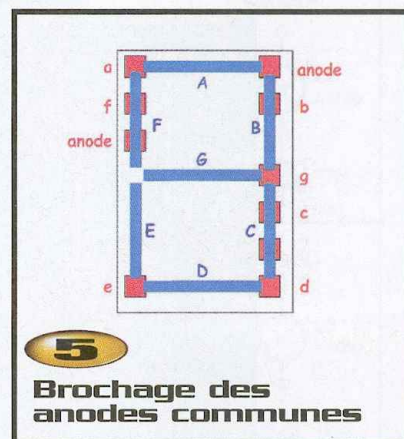 a
anode
A
f
b
F
B
anode
G
g
c
E
C
D
e
d
5
Brochage des
anodes communes